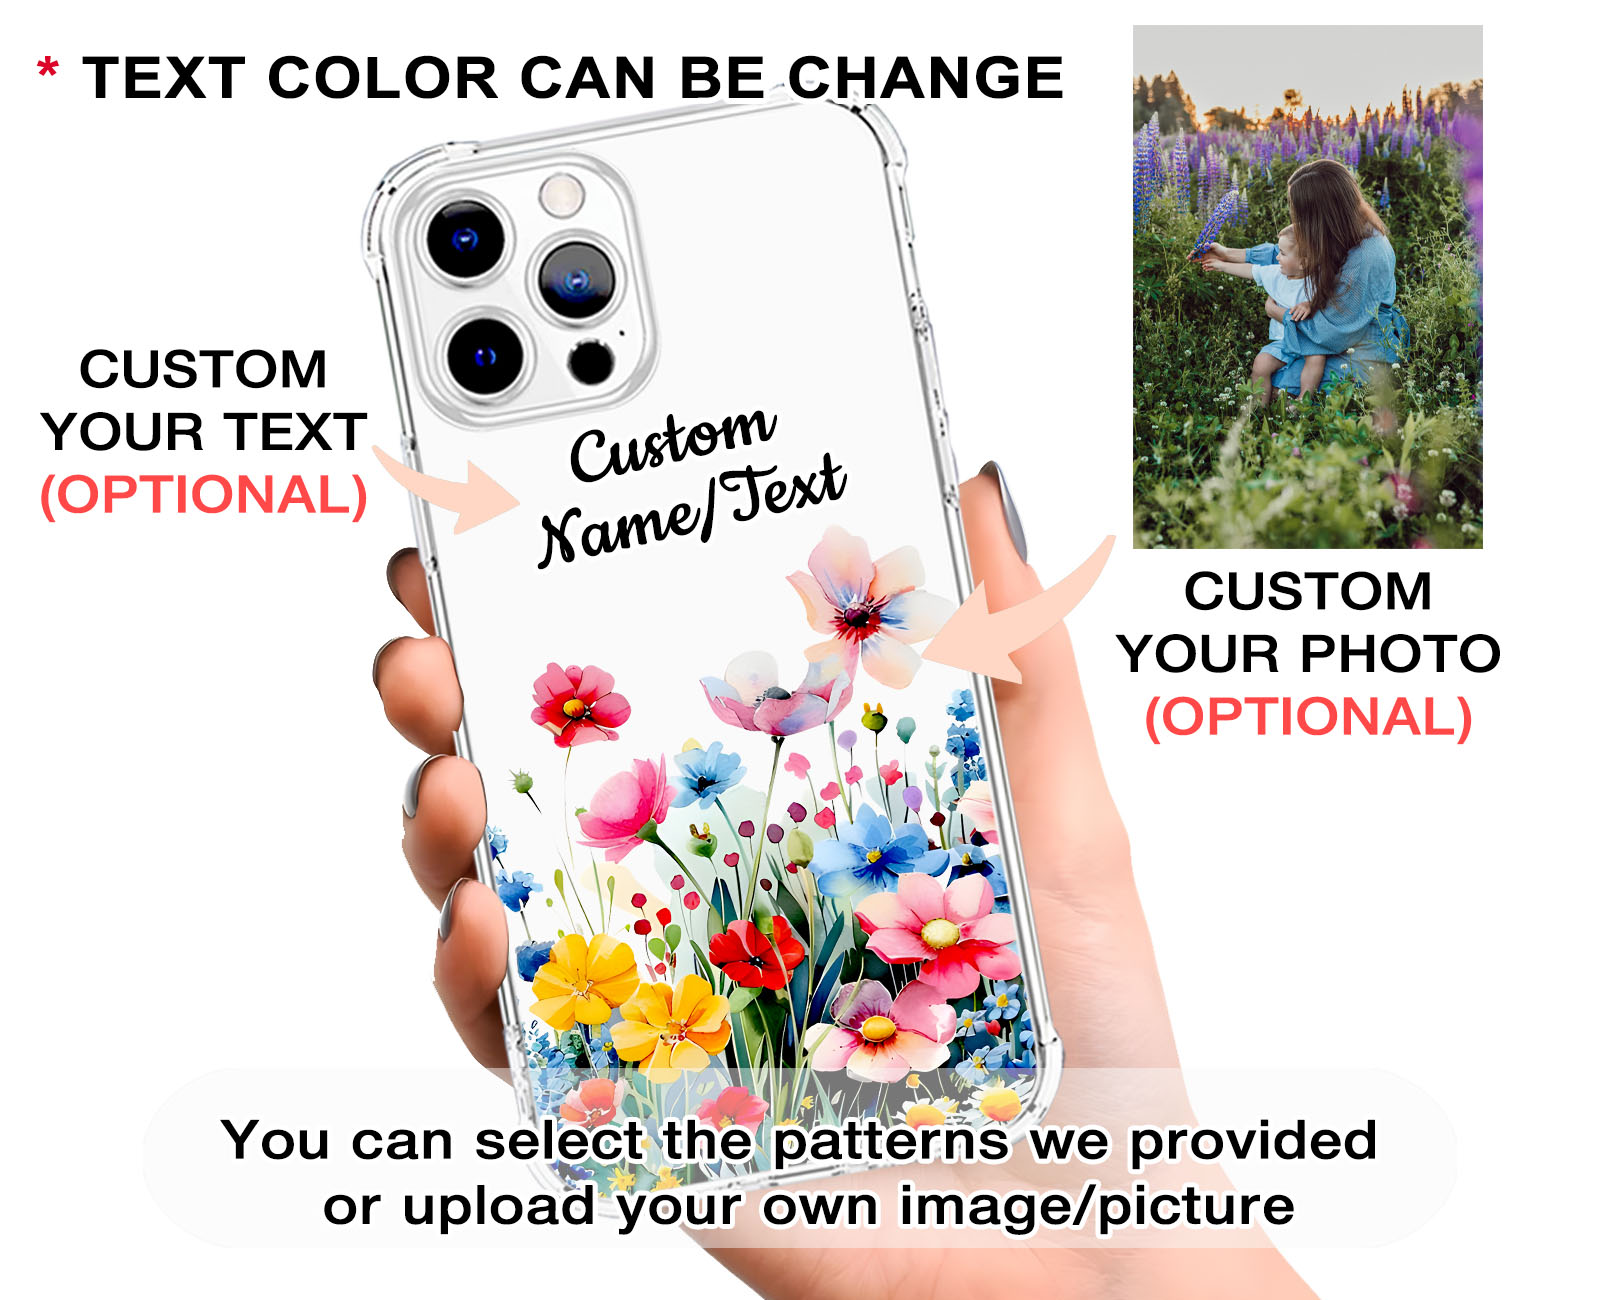 * TEXT COLOR CAN BE CHANGE
CUSTOM
YOUR TEXT
(OPTIONAL)
Custom
Name/Text
CUSTOM
YOUR PHOTO
(OPTIONAL)
You can select the patterns we provided
or upload your own image/picture